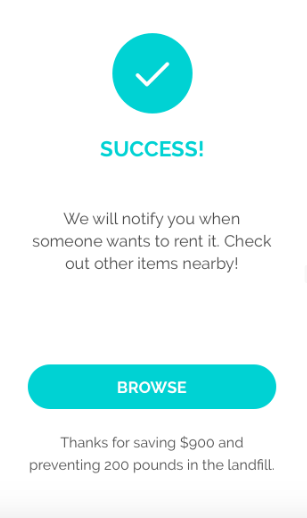 SUCCESS!
We will notify you when
someone wants to rent it. Check
out other items nearby!
BROWSE
Thanks for saving $900 and
preventing 200 pounds in the landfill.